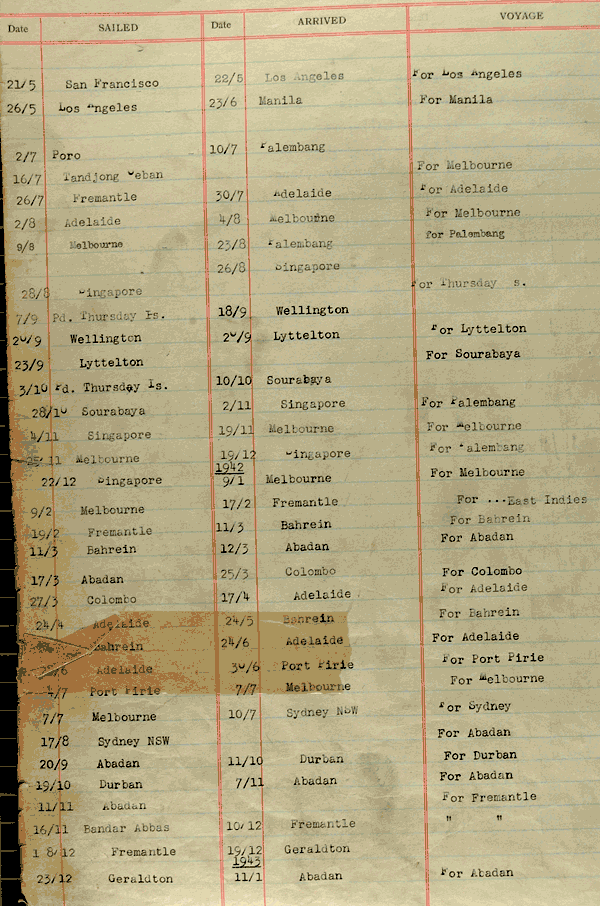 Date SAILED Date ARRIVED VOYAGE
21/5 San Francisco 22/5 Los Angeles For Los Angeles
26/5 Los Angeles 23/6 Manila For Manila
2/7 Poro 10/7 Palembang
16/7 Tandjong Oeban For Melbourne
26/7 Fremantle 30/7 Adelaide For Adelaide
2/8 Adelaide 4/8 Melbourne For Melbourne
9/8 Melbourne 23/8 Palembang for Palembang
26/8 Singapore
28/8 Singapore For Thursday s.
7/9 Pd. Thursday Is. 18/9 Wellington
20/9 Wellington 20/9 Lyttelton For Lyttelton
23/9 Lyttelton For Sourabaya
3/10 Pd. Thursday Is. 10/10 Sourabaya
28/10 Sourabaya 2/11 Singapore For Palembang
4/11 Singapore 19/11 Melbourne For Melbourne
25/11 Melbourne 19/12 Singapore For Palembang
1942
22/12 Singapore 9/1 Melbourne For Melbourne
9/2 Melbourne 17/2 Fremantle For ...East Indies
19/2 Fremantle 11/3 Bahrein For Bahrein
11/3 Bahrein 12/3 Abadan For Abadan
17/3 Abadan 25/3 Colombo For Colombo
27/3 Colombo 17/4 Adelaide For Adelaide
24/4 Adelaide 24/5 Bahrein For Bahrein
Bahrein 24/6 Adelaide For Adelaide
/6 Adelaide 30/6 Port Pirie For Port Pirie
4/7 Port Pirie 7/7 Melbourne For Melbourne
7/7 Melbourne 10/7 Sydney NSW For Sydney
17/8 Sydney NSW For Abadan
20/9 Abadan 11/10 Durban For Durban
19/10 Durban 7/11 Abadan For Abadan
11/11 Abadan For Fremantle
16/11 Bandar Abbas 10/12 Fremantle " "
18/12 Fremantle 19/12 Geraldton
1943
23/12 Geraldton 11/1 Abadan For Abadan